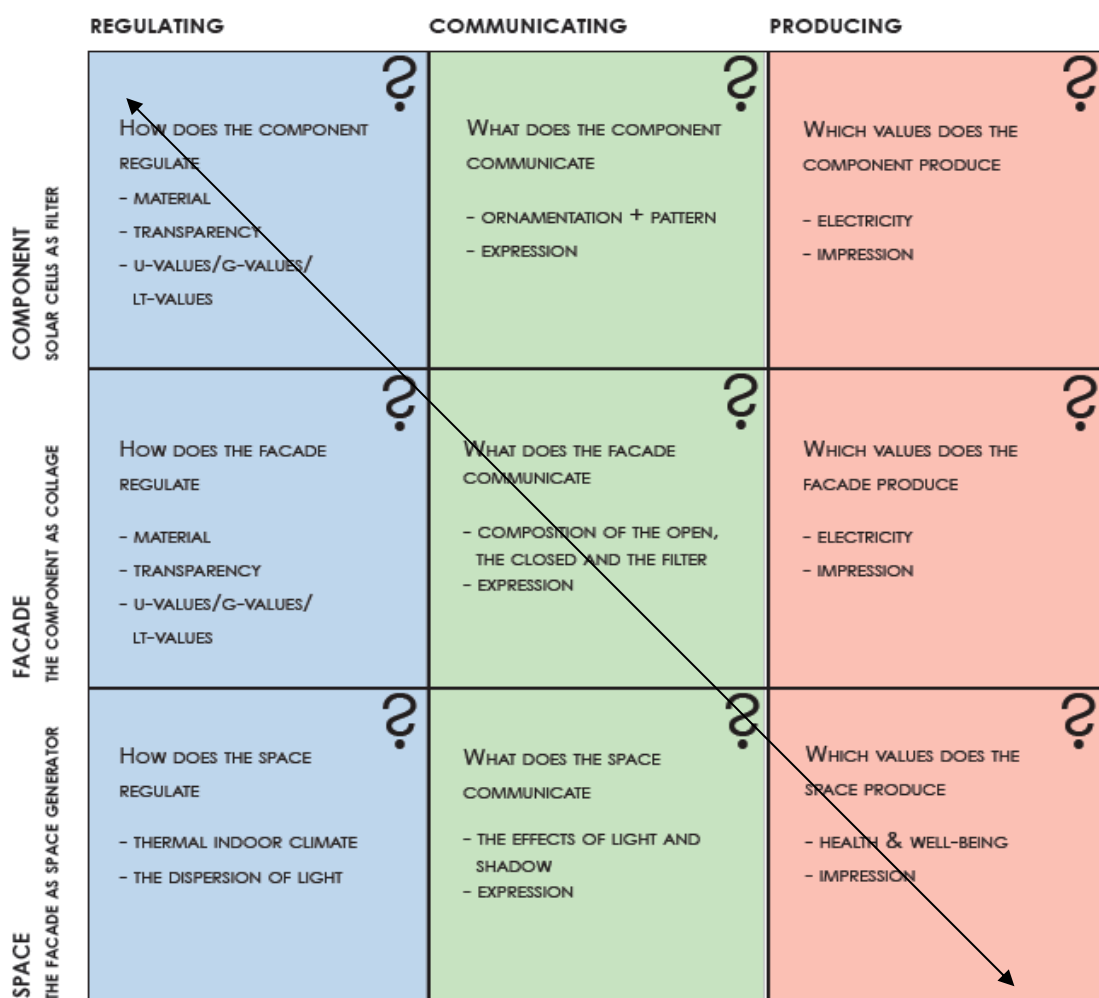 REGULATING
COMMUNICATING
PRODUCING
COMPONENT
SOLAR CELLS AS FILTER
?
HOW DOES THE COMPONENT
REGULATE
- MATERIAL
- TRANSPARENCY
- U-VALUES/G-VALUES/
LT-VALUES
?
WHAT DOES THE COMPONENT
COMMUNICATE
- ORNAMENTATION + PATTERN
- EXPRESSION
?
WHICH VALUES DOES THE
COMPONENT PRODUCE
- ELECTRICITY
- IMPRESSION
FACADE
THE COMPONENT AS COLLAGE
?
HOW DOES THE FACADE
REGULATE
- MATERIAL
- TRANSPARENCY
- U-VALUES/G-VALUES/
LT-VALUES
?
WHAT DOES THE FACADE
COMMUNICATE
- COMPOSITION OF THE OPEN,
THE CLOSED AND THE FILTER
- EXPRESSION
?
WHICH VALUES DOES THE
FACADE PRODUCE
- ELECTRICITY
- IMPRESSION
SPACE
THE FACADE AS SPACE GENERATOR
?
HOW DOES THE SPACE
REGULATE
- THERMAL INDOOR CLIMATE
- THE DISPERSION OF LIGHT
?
WHAT DOES THE SPACE
COMMUNICATE
- THE EFFECTS OF LIGHT AND
SHADOW
- EXPRESSION
?
WHICH VALUES DOES THE
SPACE PRODUCE
- HEALTH & WELL-BEING
- IMPRESSION